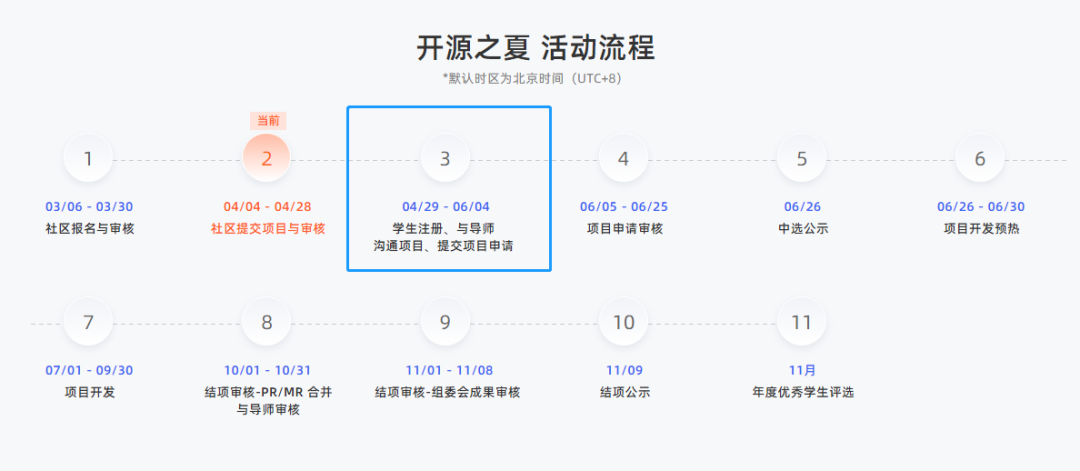 开源之夏 活动流程
*默认时区为北京时间（UTC+8）
当前
1
2
3
4
5
6
03/06 - 03/30
04/04 - 04/28
04/29 - 06/04
06/05 - 06/25
06/26
06/26 - 06/30
社区报名与审核
社区提交项目与审核
学生注册、与导师
沟通项目、提交项目申请
项目申请审核
中选公示
项目开发预热
7
8
9
10
11
07/01 - 09/30
10/01 - 10/31
11/01 - 11/08
11/09
11月
项目开发
结项审核-PR/MR 合并
与导师审核
结项审核-组委会成果审核
结项公示
年度优秀学生评选